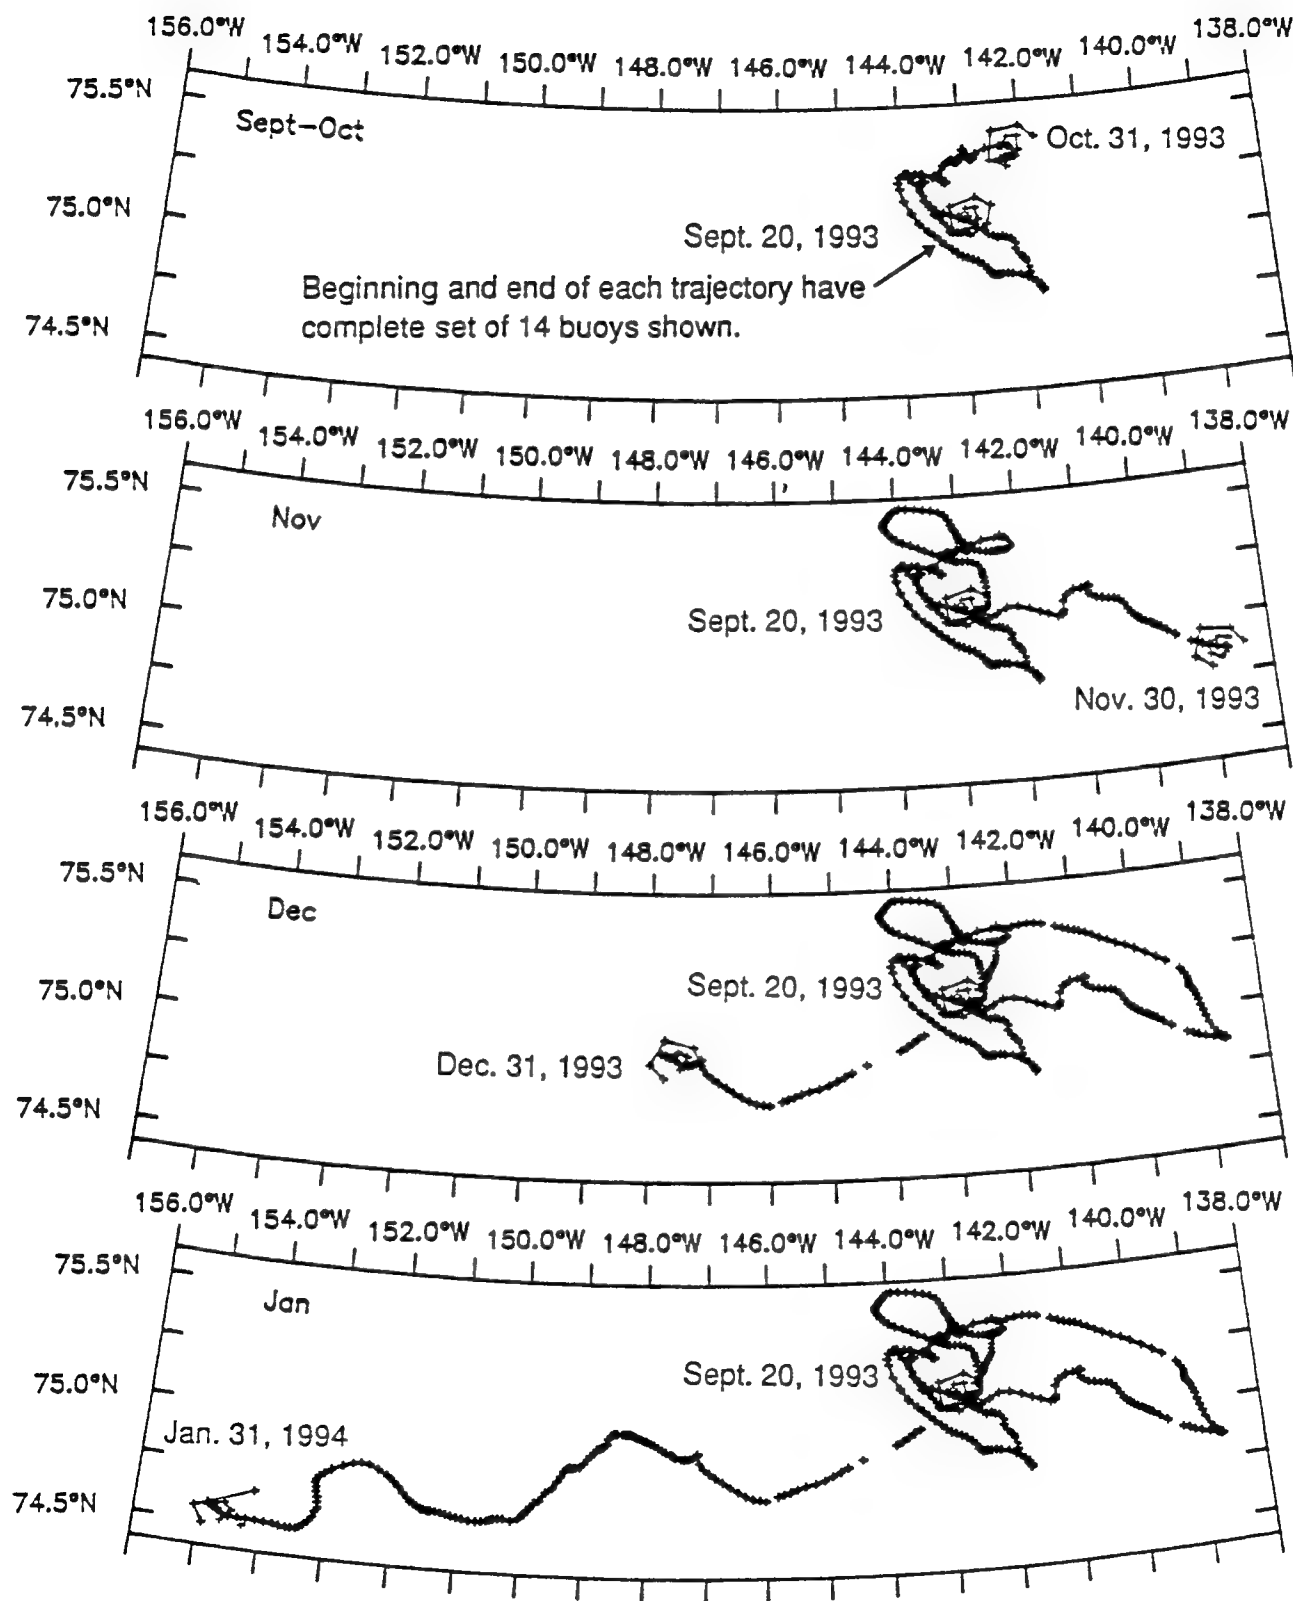 156.0°W 154.0°W 152.0°W 150.0°W 148.0°W 146.0°W 144.0°W 142.0°W 140.0°W 138.0°W
75.5°N
Sept-Oct
Oct. 31, 1993
75.0°N
Sept. 20, 1993
Beginning and end of each trajectory have
complete set of 14 buoys shown.
74.5°N
156.0°W 154.0°W 152.0°W 150.0°W 148.0°W 146.0°W 144.0°W 142.0°W 140.0°W 138.0°W
75.5°N
Nov
75.0°N
Sept. 20, 1993
Nov. 30, 1993
74.5°N
156.0°W 154.0°W 152.0°W 150.0°W 148.0°W 146.0°W 144.0°W 142.0°W 140.0°W 138.0°W
75.5°N
Dec
75.0°N
Sept. 20, 1993
Dec. 31, 1993
74.5°N
156.0°W 154.0°W 152.0°W 150.0°W 148.0°W 146.0°W 144.0°W 142.0°W 140.0°W 138.0°W
75.5°N
Jan
75.0°N
Sept. 20, 1993
Jan. 31, 1994
74.5°N